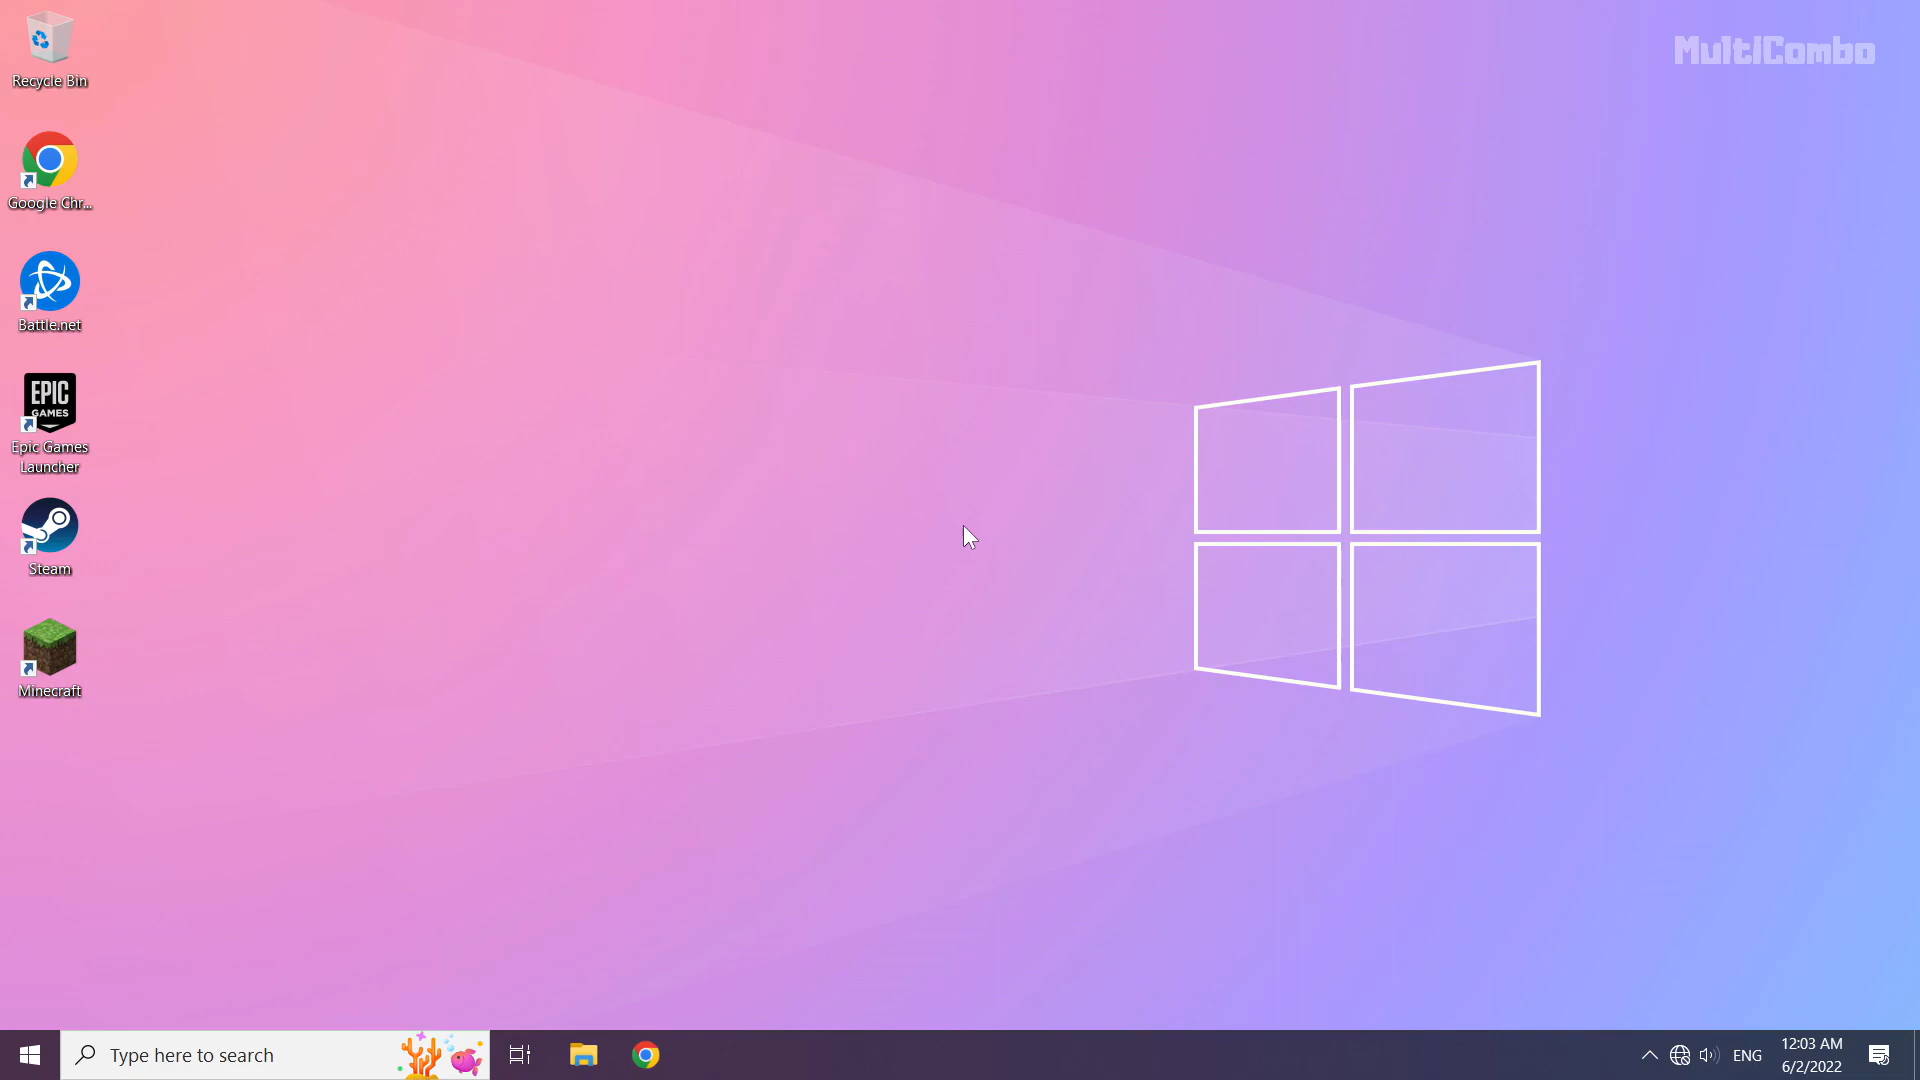 MultiCombo
Recycle Bin
Google Chr...
Battle.net
EPIC
GAMES
Epic Games
Launcher
Steam
Minecraft
Type here to search
ENG
12:03 AM
6/2/2022